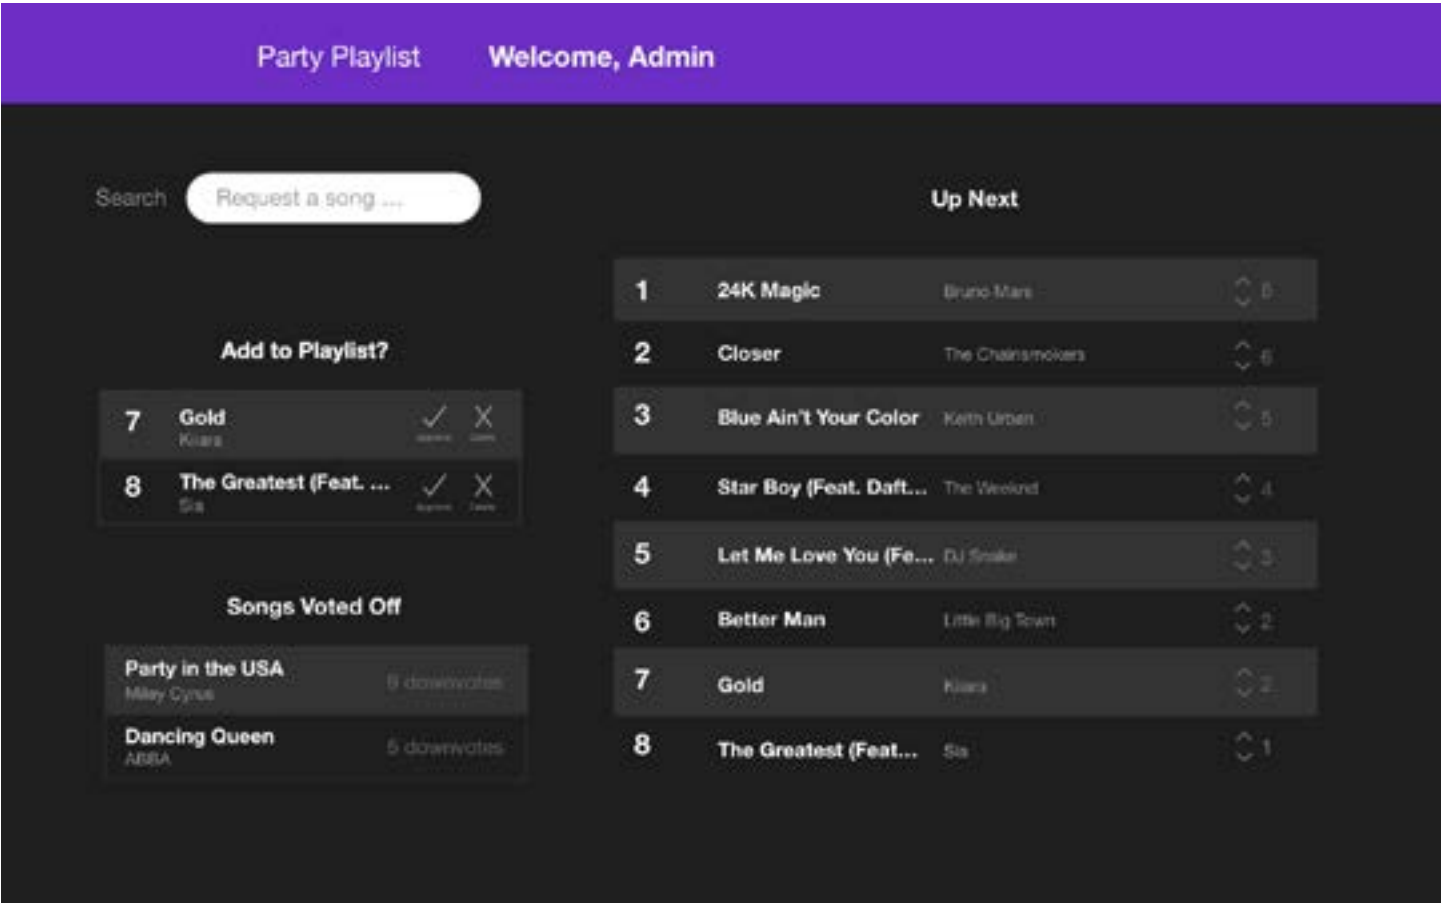 Party Playlist Welcome, Admin
Search Request a song ...
Add to Playlist?
7 Gold
Kiiara
8 The Greatest (Feat. ...
Sia
Songs Voted Off
Party in the USA
Miley Cyrus
downvotes
Dancing Queen
ABBA
5 downvotes
Up Next
1 24K Magic Bruno Mars
2 Closer The Chainsmokers 6
3 Blue Ain't Your Color Keith Urban 5
4 Star Boy (Feat. Daft... The Weeknd 4
5 Let Me Love You (Fe... DJ Snake 3
6 Better Man Little Big Town 2
7 Gold Kiiara 2
8 The Greatest (Feat... Sia 1